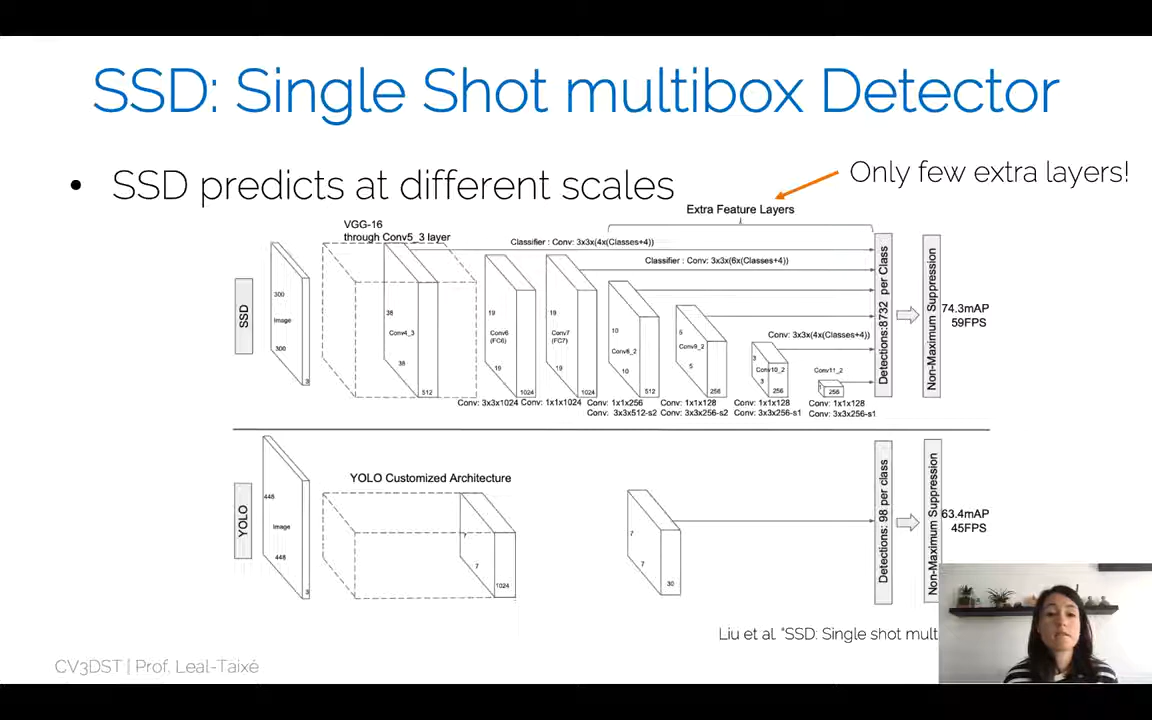 SSD: Single Shot multibox Detector
• SSD predicts at different scales
Only few extra layers!
Extra Feature Layers
VGG-16
through Conv5_3 layer
Classifier : Conv: 3x3x(4x(Classes+4))
Classifier : Conv: 3x3x(6x(Classes+4))
Conv: 3x3x(4x(Classes+4))
SSD
300
Image
300
3
38
Conv4_3
38
512
19
Conv6
(FC6)
19
1024
19
Conv7
(FC7)
19
1024
10
Conv8_2
10
512
5
Conv9_2
5
256
3
Conv10_2
3
256
Conv11_2
1
256
Conv: 3x3x1024
Conv: 1x1x1024
Conv: 1x1x256
Conv: 3x3x512-s2
Conv: 1x1x128
Conv: 3x3x256-s2
Conv: 1x1x128
Conv: 3x3x256-s1
Conv: 1x1x128
Conv: 3x3x256-s1
Detections:8732 per Class
Non-Maximum Suppression
74.3mAP
59FPS
YOLO
448
Image
448
3
YOLO Customized Architecture
7
7
1024
7
7
30
Detections: 98 per class
Non-Maximum Suppression
63.4mAP
45FPS
Liu et al. "SSD: Single shot mult
CV3DST | Prof. Leal-Taixé